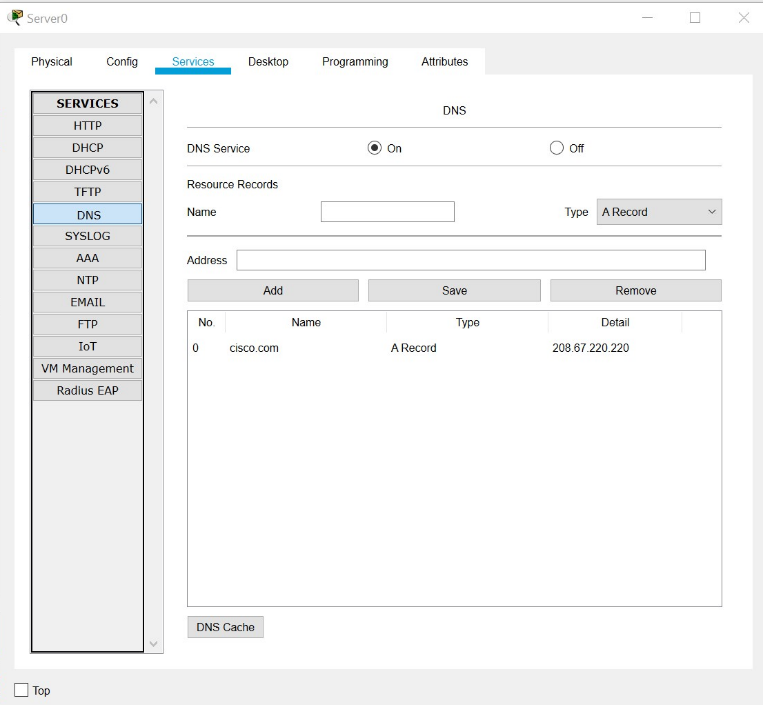 Server0
Physical Config Services Desktop Programming Attributes
SERVICES
HTTP
DHCP
DHCPv6
TFTP
DNS
SYSLOG
AAA
NTP
EMAIL
FTP
IoT
VM Management
Radius EAP
DNS
DNS Service On Off
Resource Records
Name Type A Record
Address
Add Save Remove
No. Name Type Detail
0 cisco.com A Record 208.67.220.220
DNS Cache
Top